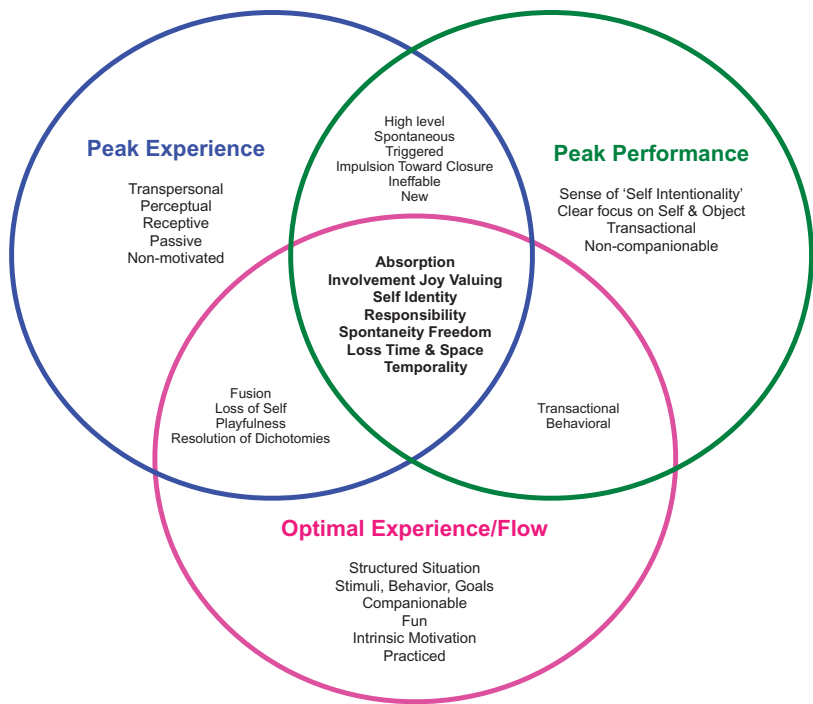 High level
Spontaneous
Triggered
Impulsion Toward Closure
Ineffable
New
Peak Experience
Transpersonal
Perceptual
Receptive
Passive
Non-motivated
Peak Performance
Sense of ‘Self Intentionality’
Clear focus on Self & Object
Transactional
Non-companionable
Absorption
Involvement Joy Valuing
Self Identity
Responsibility
Spontaneity Freedom
Loss Time & Space
Temporality
Fusion
Loss of Self
Playfulness
Resolution of Dichotomies
Transactional
Behavioral
Optimal Experience/Flow
Structured Situation
Stimuli, Behavior, Goals
Companionable
Fun
Intrinsic Motivation
Practiced